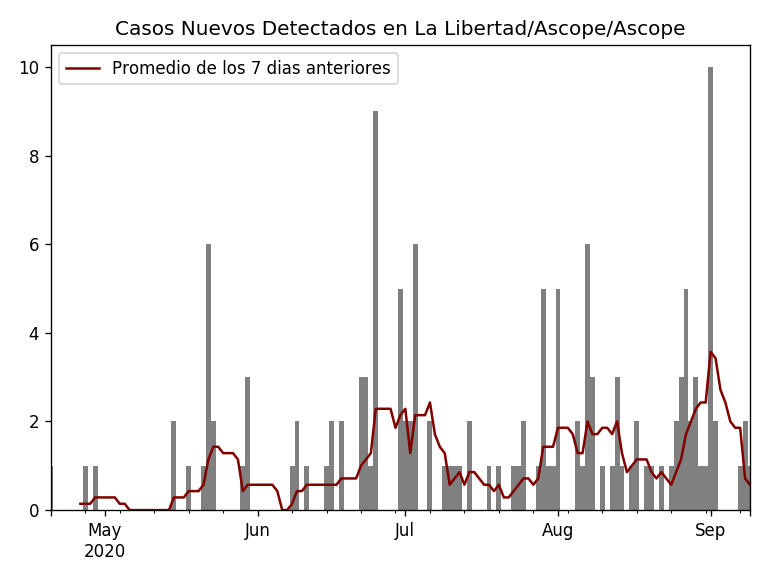 Casos Nuevos Detectados en La Libertad/Ascope/Ascope
Promedio de los 7 dias anteriores
10
8
6
4
2
0
May Jun Jul Aug Sep
2020